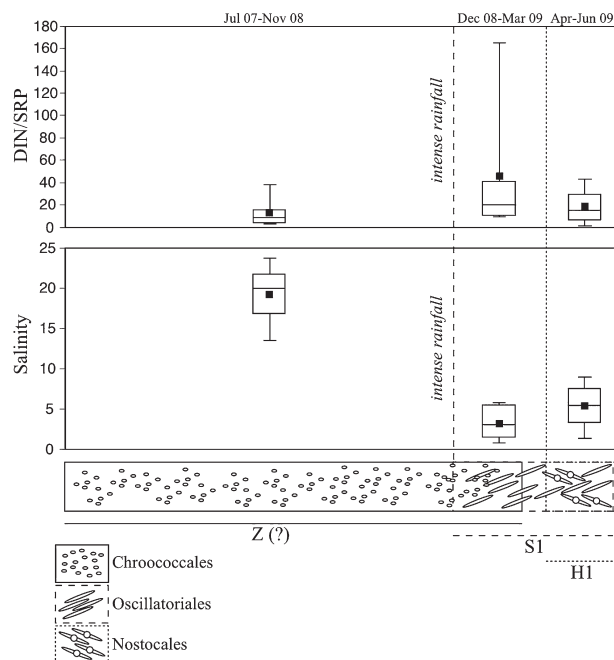 Jul 07-Nov 08 Dec 08-Mar 09 Apr-Jun 09
180
160
140
120
100
80
60
40
20
0
DIN/SRP
intense rainfall
25
20
15
10
5
0
Salinity
intense rainfall
Z (?)
S1
H1
Chroococcales
Oscillatoriales
Nostocales